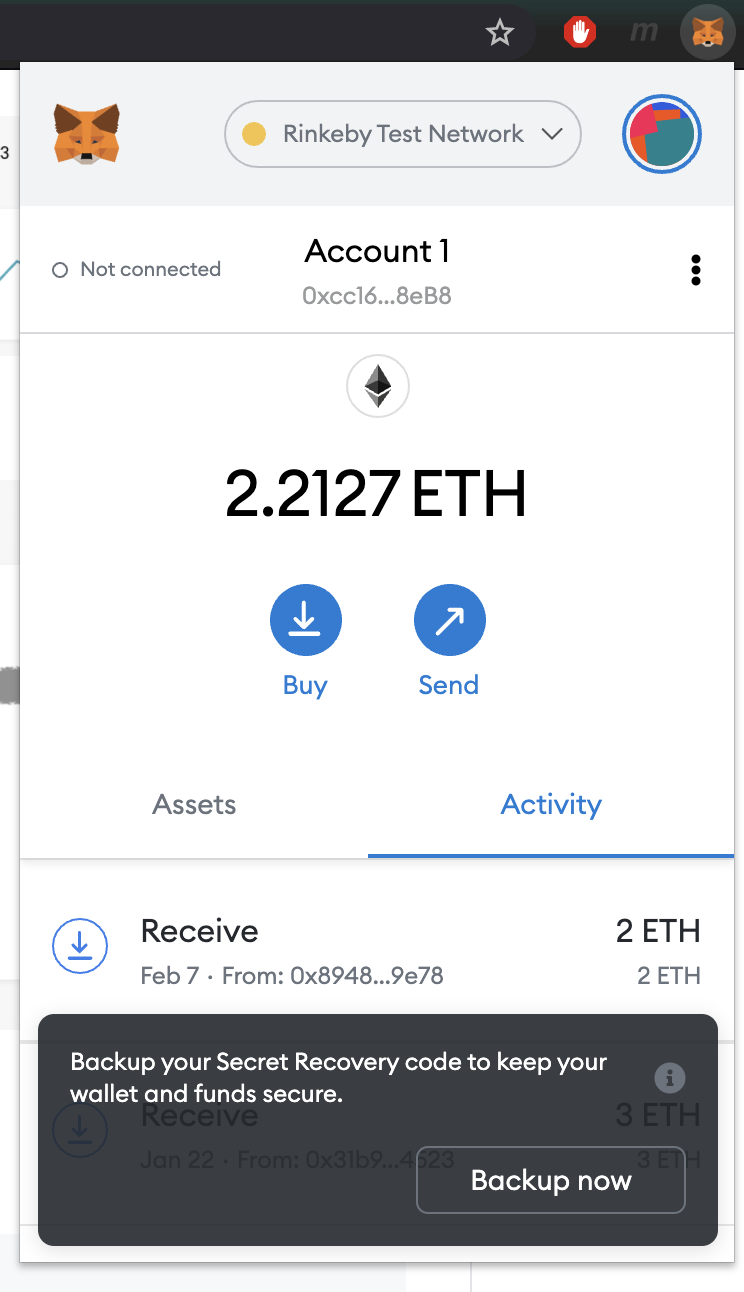 m
3
Rinkeby Test Network
Not connected
Account 1
0xcc16...8eB8
2.2127 ETH
Buy
Send
Assets
Activity
Receive
2 ETH
Feb 7 · From: 0x8948...9e78
2 ETH
Backup your Secret Recovery code to keep your
wallet and funds secure.
Receive
3 ETH
Jan 22 · From: 0x31b9...4523
3 ETH
Backup now